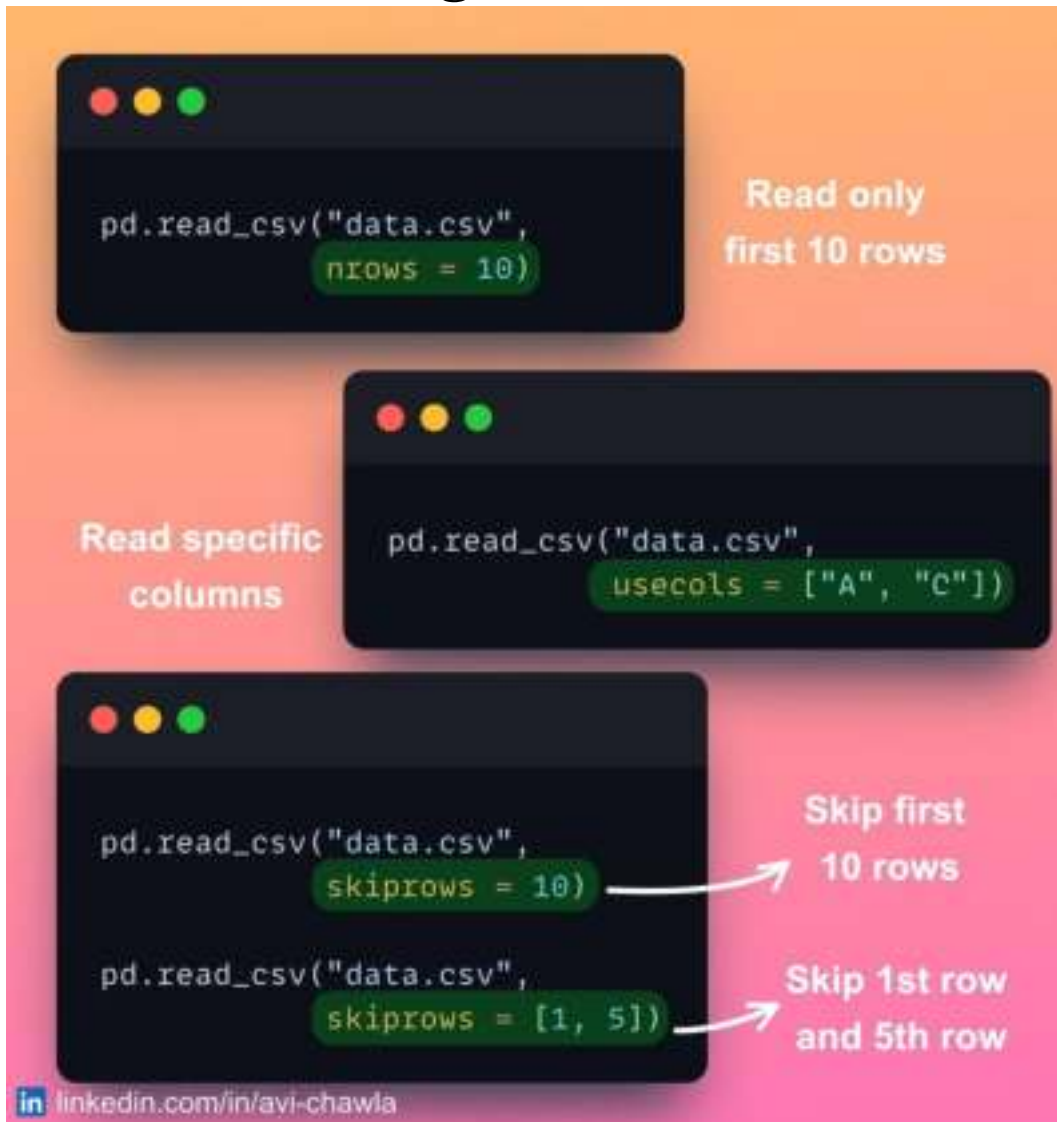 pd.read_csv("data.csv",
nrows = 10)
Read only
first 10 rows
Read specific
columns
pd.read_csv("data.csv",
usecols = ["A", "C"])
pd.read_csv("data.csv",
skiprows = 10)
Skip first
10 rows
pd.read_csv("data.csv",
skiprows = [1, 5])
Skip 1st row
and 5th row
in linkedin.com/in/avi-chawla